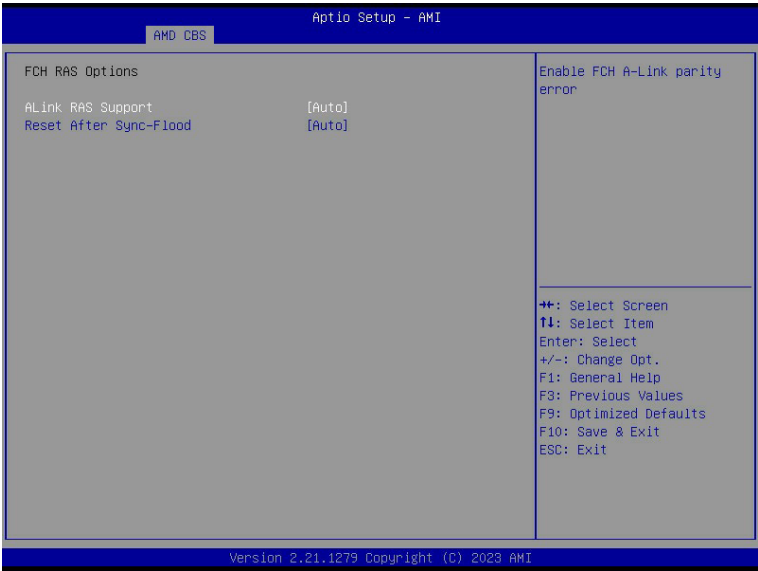 Aptio Setup – AMI
AMD CBS
FCH RAS Options
ALink RAS Support [Auto]
Reset After Sync-Flood [Auto]
Enable FCH A-Link parity
error
→←: Select Screen
↑↓: Select Item
Enter: Select
+/-: Change Opt.
F1: General Help
F3: Previous Values
F9: Optimized Defaults
F10: Save & Exit
ESC: Exit
Version 2.21.1279 Copyright (C) 2023 AMI